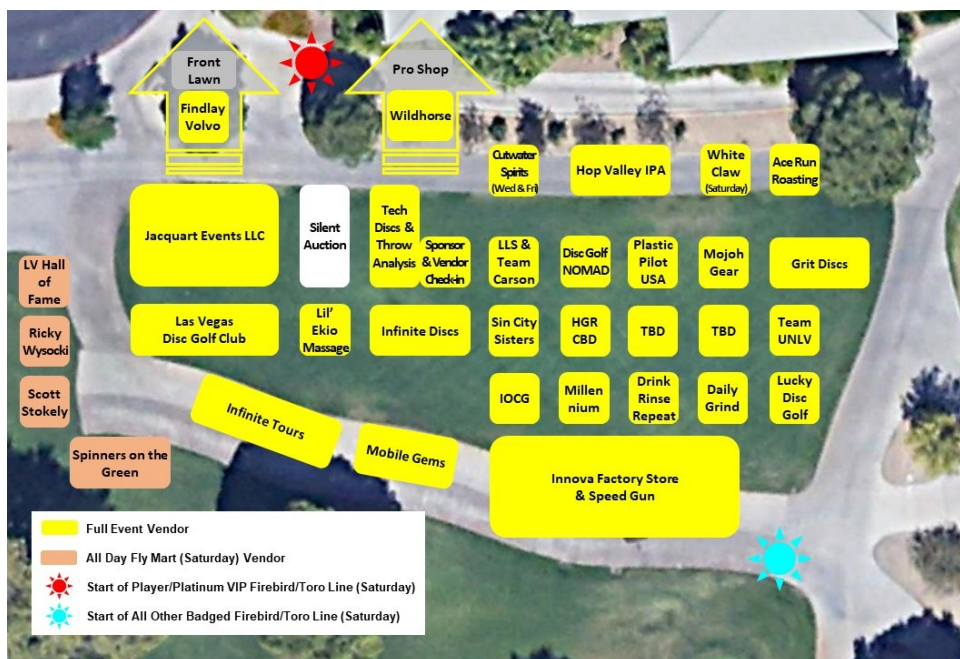 Front
Lawn
Findlay
Volvo
Pro Shop
Wildhorse
Cutwater
Spirits
(Wed & Fri)
Hop Valley IPA
White
Claw
(Saturday)
Ace Run
Roasting
Jacquart Events LLC
Silent
Auction
Tech
Discs &
Throw
Analysis
Sponsor
& Vendor
Check-in
LLS &
Team
Carson
Disc Golf
NOMAD
Plastic
Pilot
USA
Mojoh
Gear
Grit Discs
LV Hall
of
Fame
Ricky
Wysocki
Scott
Stokely
Las Vegas
Disc Golf Club
Lil'
Ekio
Massage
Infinite Discs
Sin City
Sisters
HGR
CBD
TBD
TBD
Team
UNLV
IOCG
Millen
nium
Drink
Rinse
Repeat
Daily
Grind
Lucky
Disc
Golf
Infinite Tours
Mobile Gems
Spinners on the
Green
Innova Factory Store
& Speed Gun
Full Event Vendor
All Day Fly Mart (Saturday) Vendor
Start of Player/Platinum VIP Firebird/Toro Line (Saturday)
Start of All Other Badged Firebird/Toro Line (Saturday)